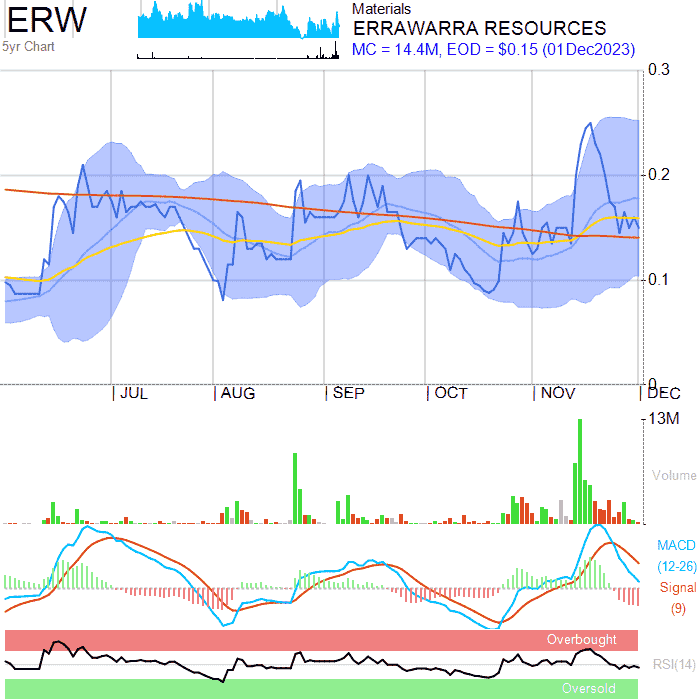 ERW
5yr Chart
Materials
ERRAWARRA RESOURCES
MC = 14.4M, EOD = $0.15 (01Dec2023)
0.3
0.2
0.1
0
JUL
AUG
SEP
OCT
NOV
DEC
13M
Volume
MACD
(12-26)
Signal
(9)
Overbought
RSI(14)
Oversold